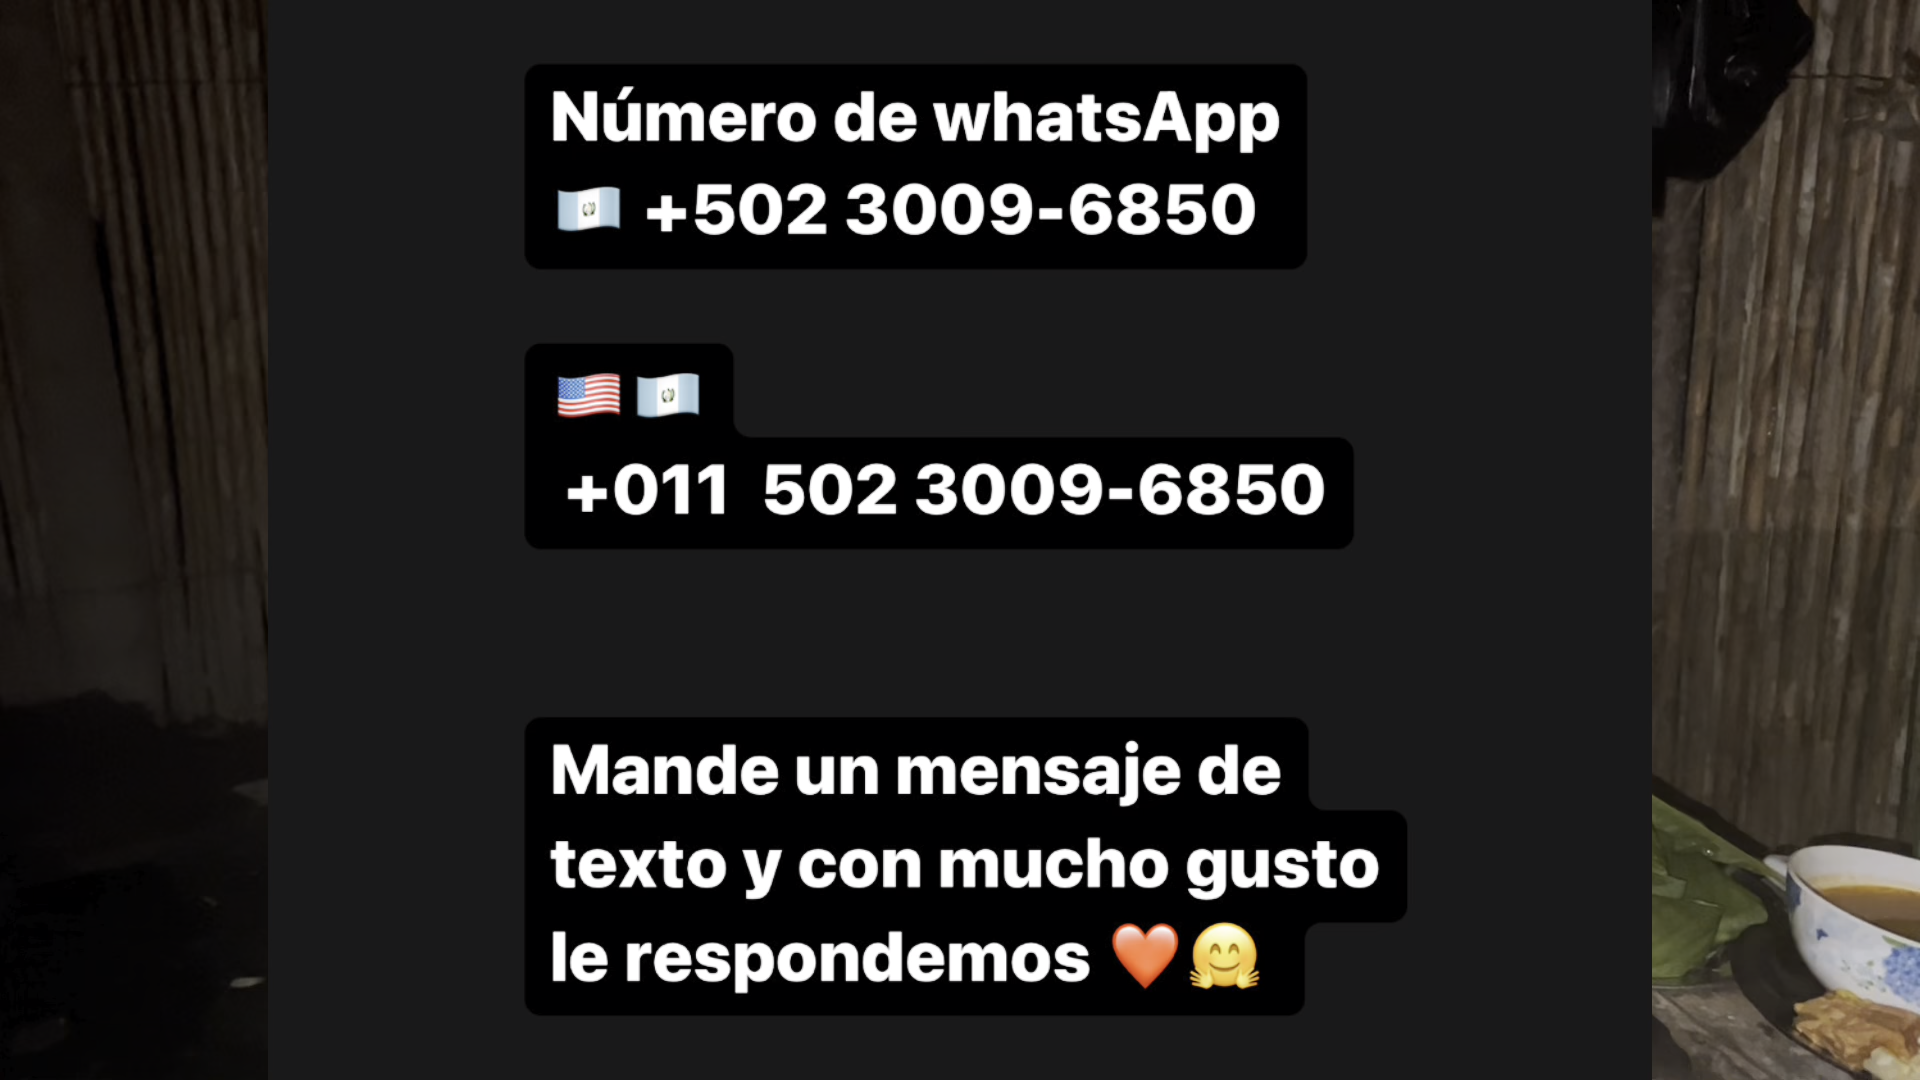 Número de whatsApp
🇬🇹 +502 3009-6850
🇺🇸 🇬🇹
+011 502 3009-6850
Mande un mensaje de
texto y con mucho gusto
le respondemos ❤️🤗